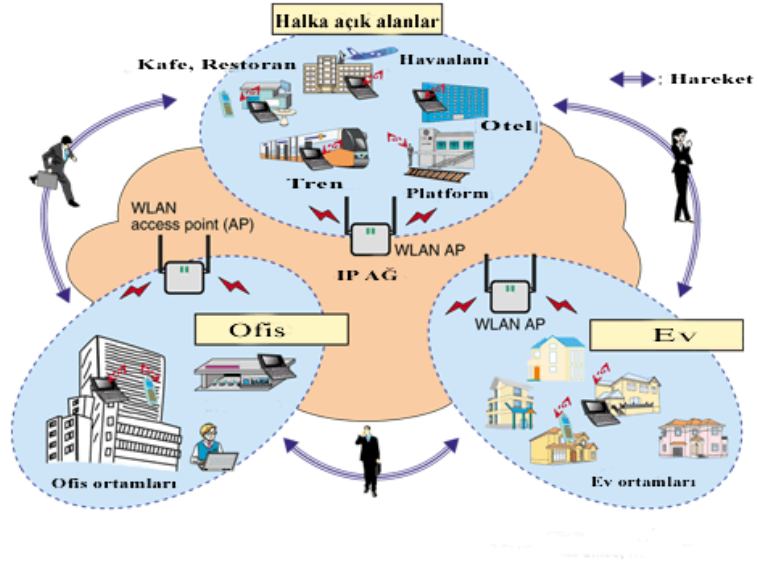 Halka açık alanlar
Kafe, Restoran
Havaalanı
: Hareket
Otel
Tren
Platform
WLAN
access point (AP)
WLAN AP
IP AĞ
Ofis
WLAN AP
Ev
Ofis ortamları
Ev ortamları